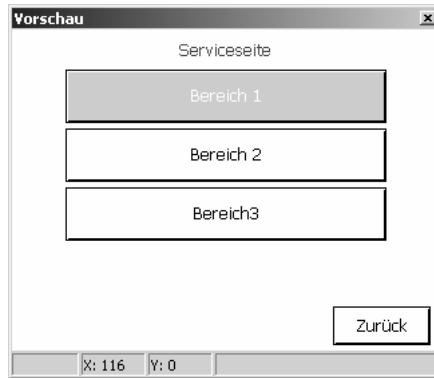 Vorschau
Serviceseite
Bereich 1
Bereich 2
Bereich3
Zurück
X: 116 Y: 0